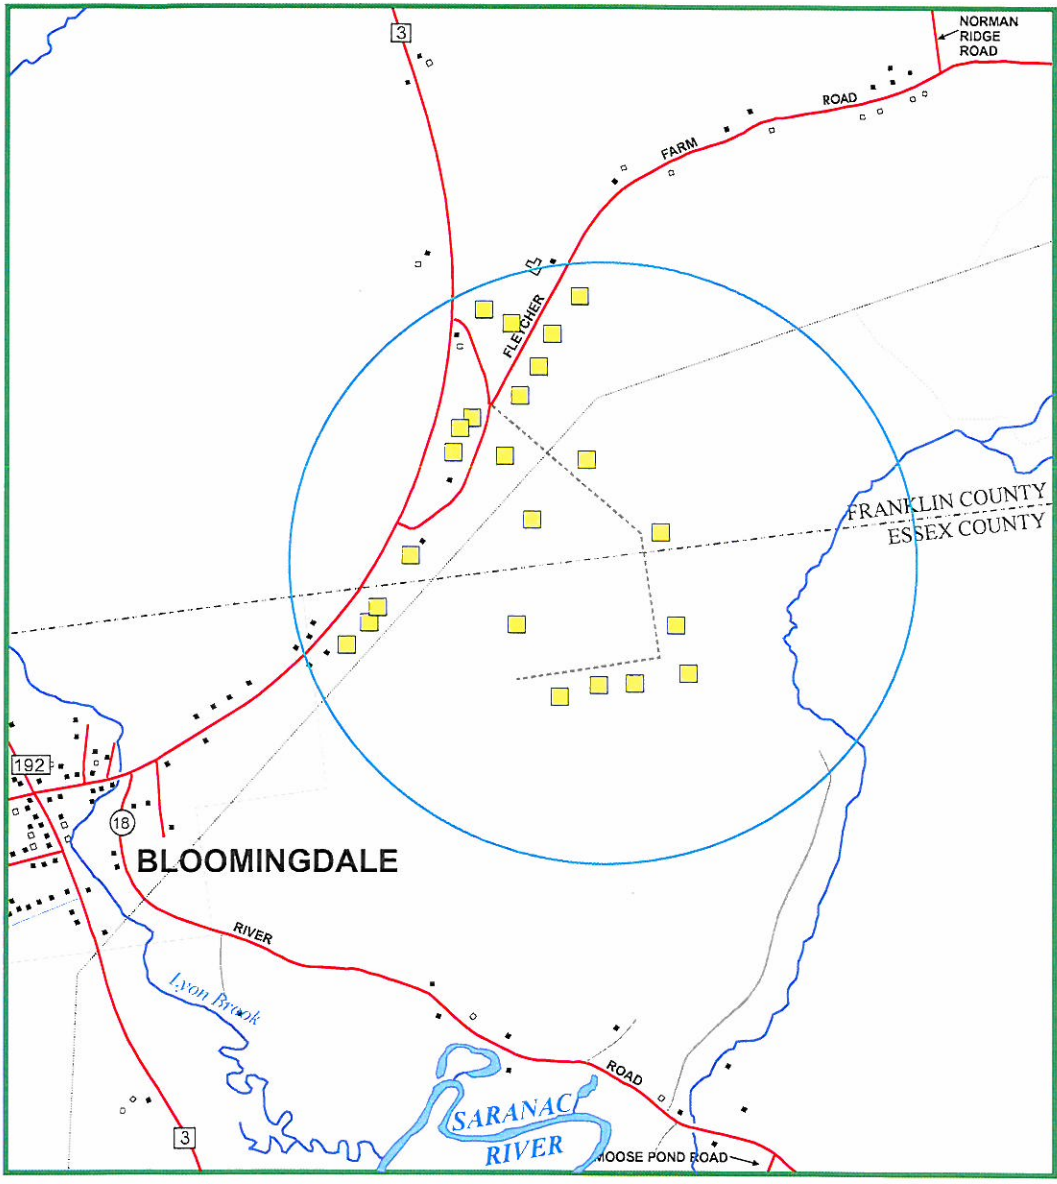 3
NORMAN
RIDGE
ROAD
ROAD
FARM
FLETCHER
FRANKLIN COUNTY
ESSEX COUNTY
192
18
BLOOMINGDALE
RIVER
Lyon Brook
ROAD
SARANAC
RIVER
3
MOOSE POND ROAD